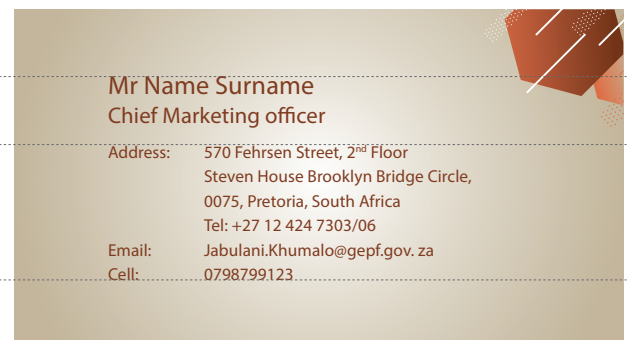 Mr Name Surname
Chief Marketing officer
Address: 570 Fehrsen Street, 2nd Floor
Steven House Brooklyn Bridge Circle,
0075, Pretoria, South Africa
Tel: +27 12 424 7303/06
Email: Jabulani.Khumalo@gepf.gov. za
Cell: 0798799123